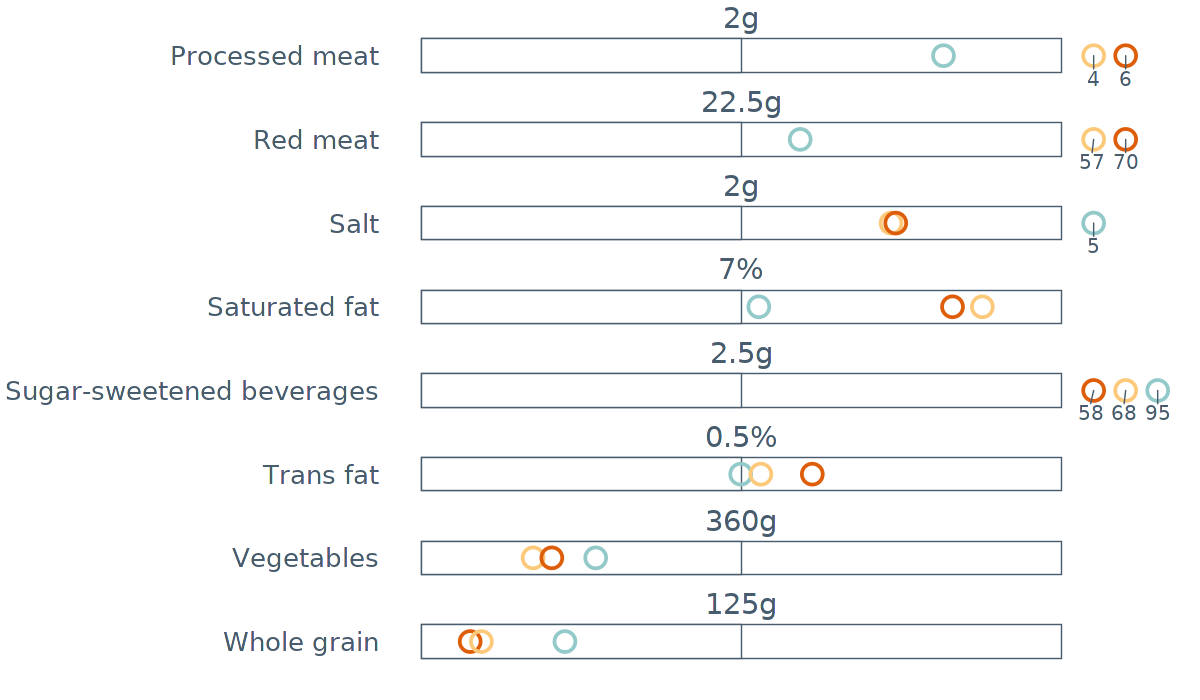 2g
Processed meat
4 6
22.5g
Red meat
57 70
2g
Salt
5
7%
Saturated fat
2.5g
Sugar-sweetened beverages
58 68 95
0.5%
Trans fat
360g
Vegetables
125g
Whole grain